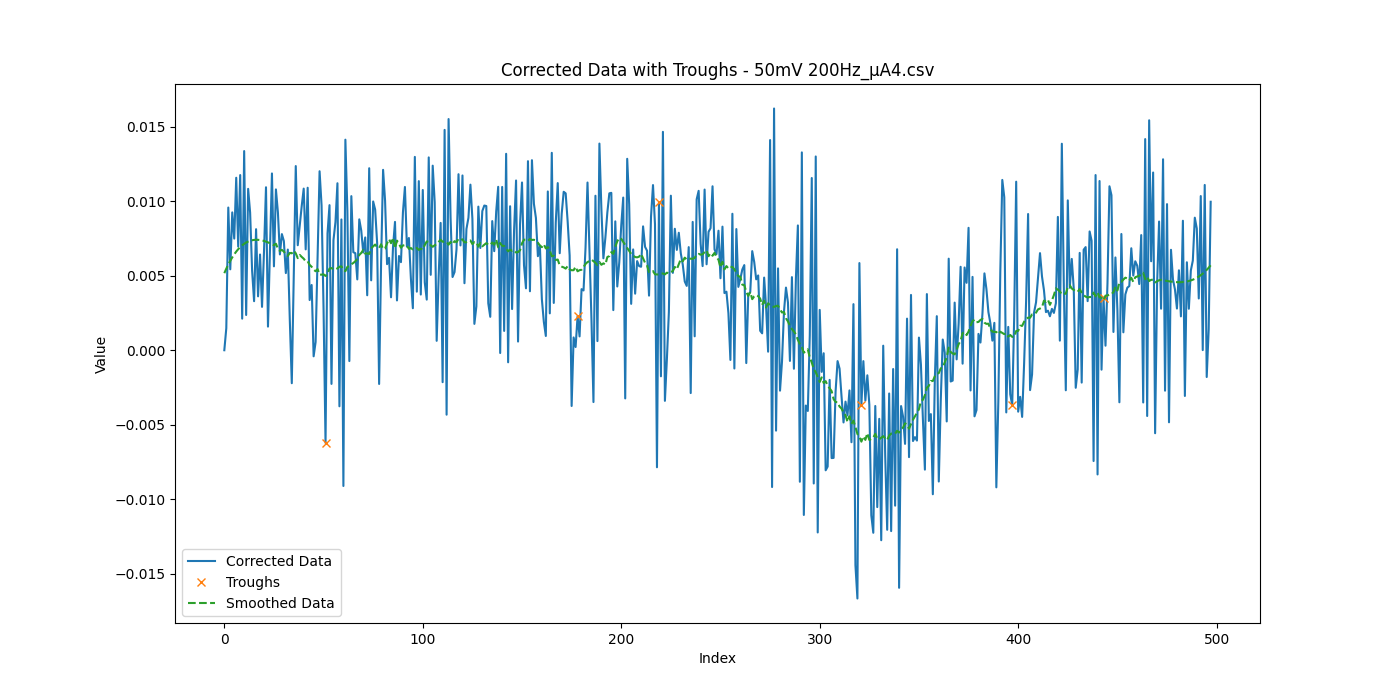 Corrected Data with Troughs - 50mV 200Hz_µA4.csv
Value
0.015
0.010
0.005
0.000
−0.005
−0.010
−0.015
Corrected Data
Troughs
Smoothed Data
0
100
200
300
400
500
Index